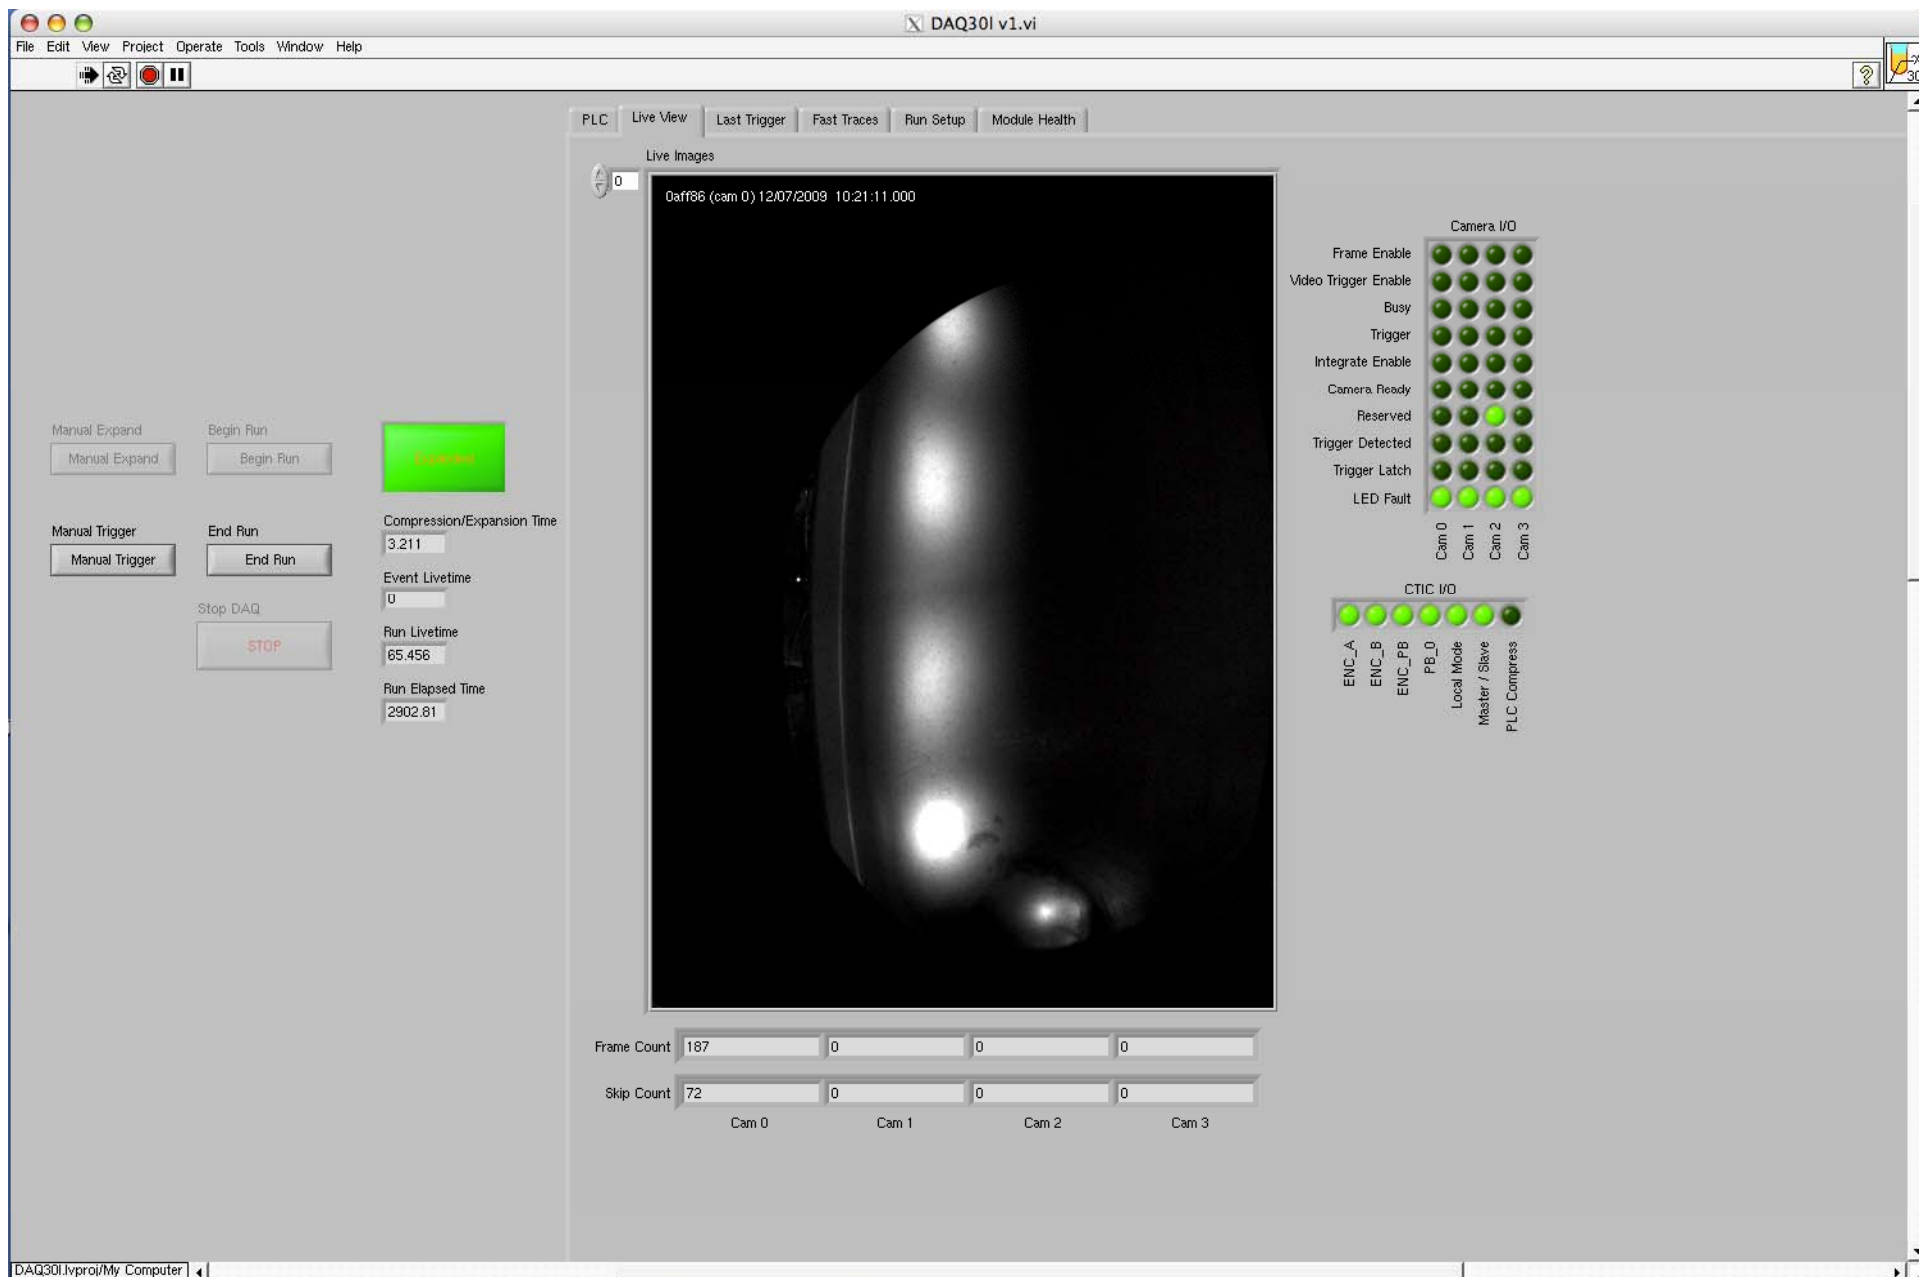 DAQ30l v1.vi
File Edit View Project Operate Tools Window Help
30
PLC Live View Last Trigger Fast Traces Run Setup Module Health
Live Images
0
0aff86 (cam 0) 12/07/2009 10:21:11.000
Camera I/O
Frame Enable
Video Trigger Enable
Busy
Trigger
Integrate Enable
Camera Ready
Reserved
Trigger Detected
Trigger Latch
LED Fault
Cam 0 Cam 1 Cam 2 Cam 3
CTIC I/O
ENC_A ENC_B ENC_PB PB_0 Local Mode Master / Slave PLC Compress
Manual Expand Begin Run
Manual Expand Begin Run
Manual Trigger End Run
Manual Trigger End Run
Stop DAQ
STOP
Compression/Expansion Time
3.211
Event Livetime
0
Run Livetime
65.456
Run Elapsed Time
2902.81
Frame Count 187 0 0 0
Skip Count 72 0 0 0
Cam 0 Cam 1 Cam 2 Cam 3
DAQ30l.lvproj/My Computer